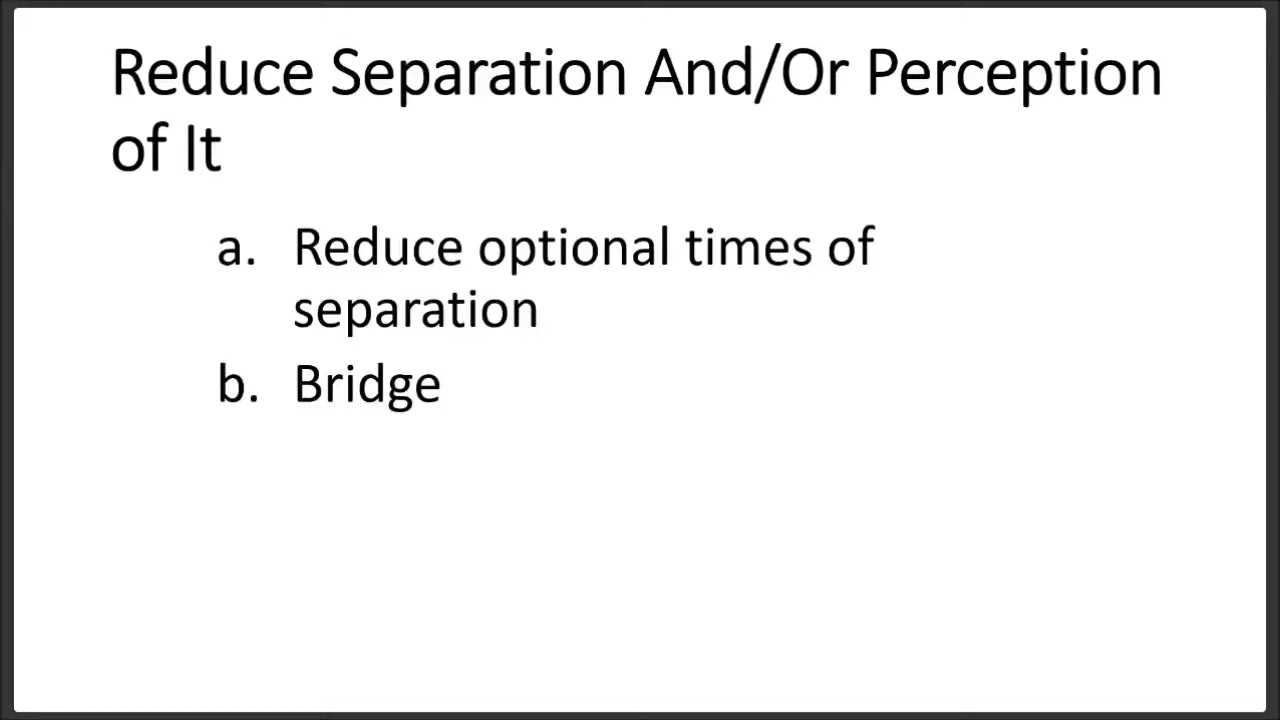 Reduce Separation And/Or Perception
of It
a. Reduce optional times of
separation
b. Bridge